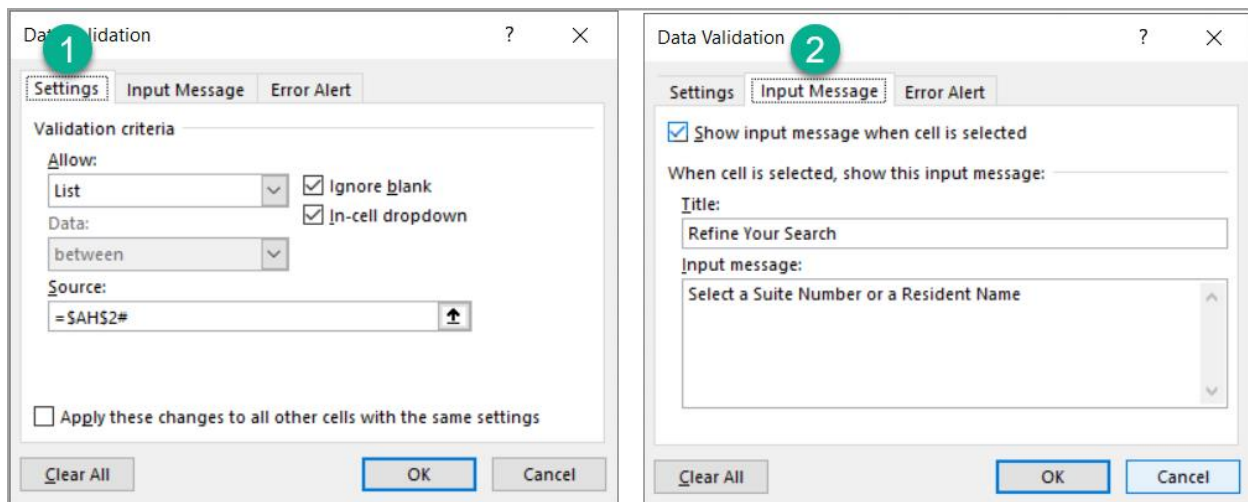 Data Validation ? ×
1
Settings Input Message Error Alert
Validation criteria
Allow:
List
Ignore blank
In-cell dropdown
Data:
between
Source:
=$AH$2#
Apply these changes to all other cells with the same settings
Clear All OK Cancel
Data Validation ? ×
2
Settings Input Message Error Alert
Show input message when cell is selected
When cell is selected, show this input message:
Title:
Refine Your Search
Input message:
Select a Suite Number or a Resident Name
Clear All OK Cancel